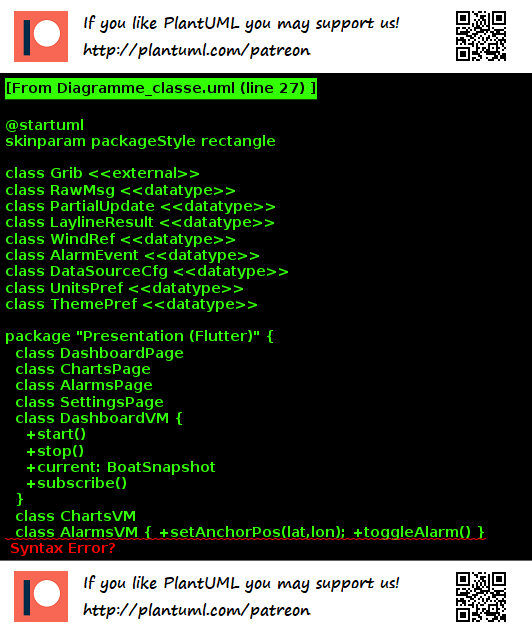 If you like PlantUML you may support us!
http://plantuml.com/patreon
[From Diagramme_classe.uml (line 27) ]
@startuml
skinparam packageStyle rectangle
class Grib <<external>>
class RawMsg <<datatype>>
class PartialUpdate <<datatype>>
class LaylineResult <<datatype>>
class WindRef <<datatype>>
class AlarmEvent <<datatype>>
class DataSourceCfg <<datatype>>
class UnitsPref <<datatype>>
class ThemePref <<datatype>>
package "Presentation (Flutter)" {
class DashboardPage
class ChartsPage
class AlarmsPage
class SettingsPage
class DashboardVM {
+start()
+stop()
+current: BoatSnapshot
+subscribe()
}
class ChartsVM
class AlarmsVM { +setAnchorPos(lat,lon); +toggleAlarm() }
Syntax Error?
If you like PlantUML you may support us!
http://plantuml.com/patreon